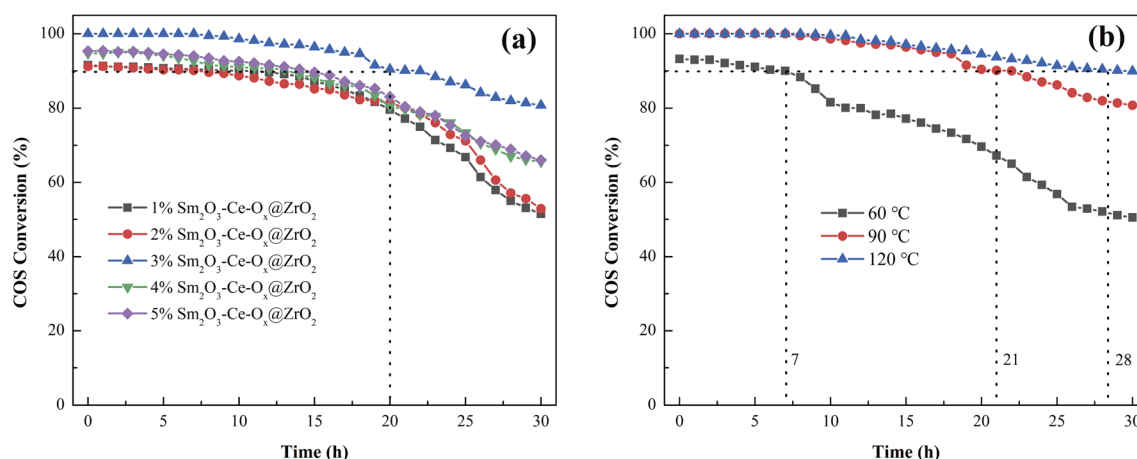 (a)
COS Conversion (%)
100
80
60
40
20
0
1% Sm₂O₃-Ce-Oₓ@ZrO₂
2% Sm₂O₃-Ce-Oₓ@ZrO₂
3% Sm₂O₃-Ce-Oₓ@ZrO₂
4% Sm₂O₃-Ce-Oₓ@ZrO₂
5% Sm₂O₃-Ce-Oₓ@ZrO₂
0 5 10 15 20 25 30
Time (h)
(b)
COS Conversion (%)
100
80
60
40
20
0
60 ℃
90 ℃
120 ℃
7 21 28
0 5 10 15 20 25 30
Time (h)